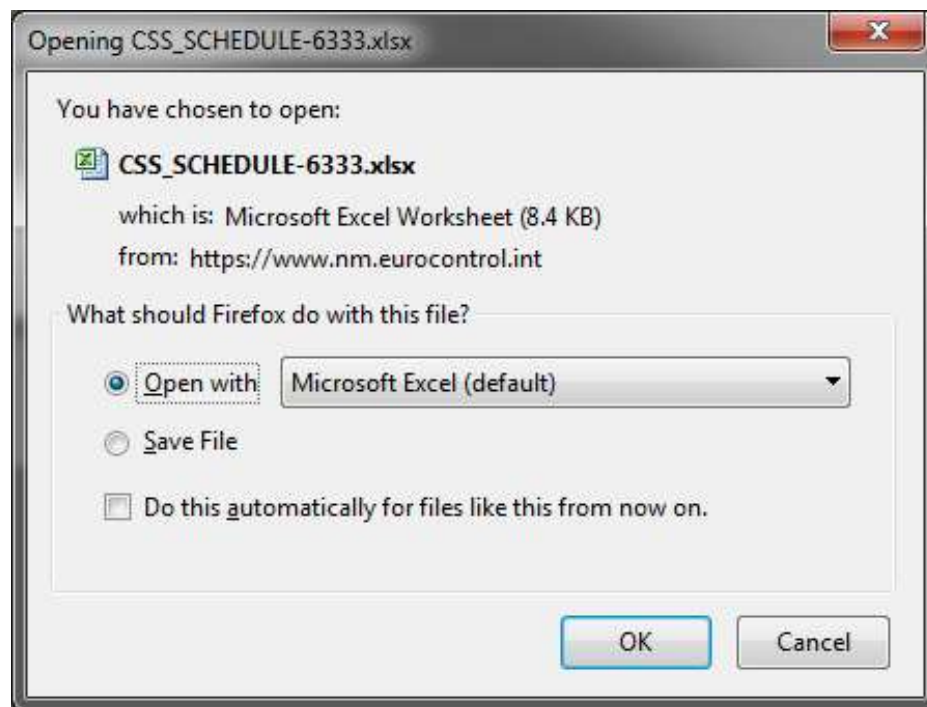 Opening CSS_SCHEDULE-6333.xlsx
You have chosen to open:
CSS_SCHEDULE-6333.xlsx
which is: Microsoft Excel Worksheet (8.4 KB)
from: https://www.nm.eurocontrol.int
What should Firefox do with this file?
Open with Microsoft Excel (default)
Save File
Do this automatically for files like this from now on.
OK Cancel